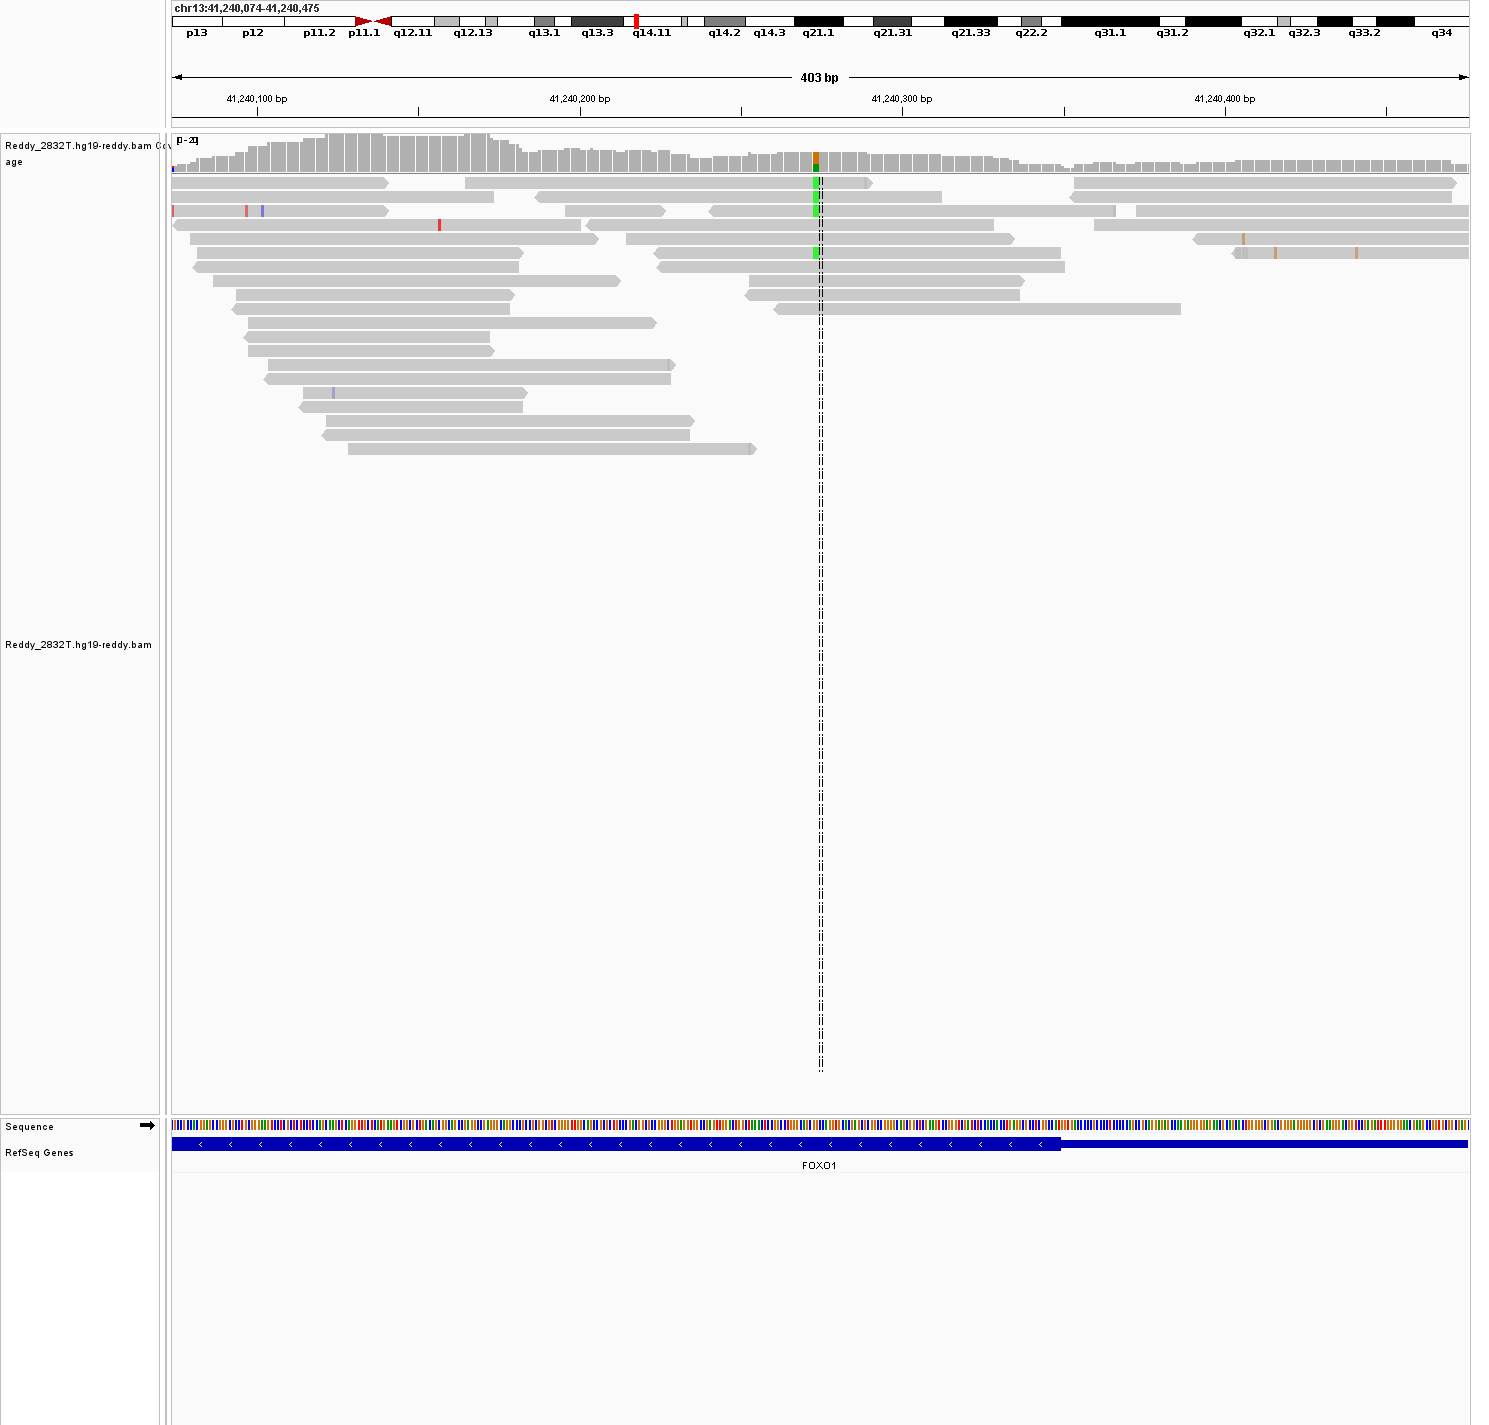 chr13:41,240,074-41,240,475
p13 p12 p11.2 p11.1 q12.11 q12.13 q13.1 q13.3 q14.11 q14.2 q14.3 q21.1 q21.31 q21.33 q22.2 q31.1 q31.2 q32.1 q32.3 q33.2 q34
403 bp
41,240,100 bp 41,240,200 bp 41,240,300 bp 41,240,400 bp
Reddy_2832T.hg19-reddy.bam Cov
age
[0 - 20]
Reddy_2832T.hg19-reddy.bam
Sequence
RefSeq Genes
FOXO1